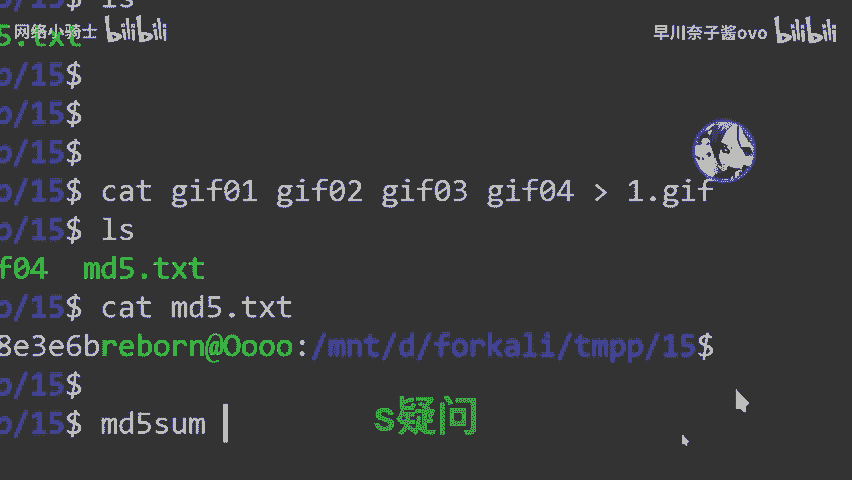 ls
网络小骑士 bilibili
早川奈子酱ovo bilibili
5.txt
o/15$
o/15$
o/15$
o/15$ cat gif01 gif02 gif03 gif04 > 1.gif
o/15$ ls
f04  md5.txt
o/15$ cat md5.txt
8e3e6breborn@Oooo:/mnt/d/forkali/tmpp/15$
o/15$
o/15$ md5sum
s疑问